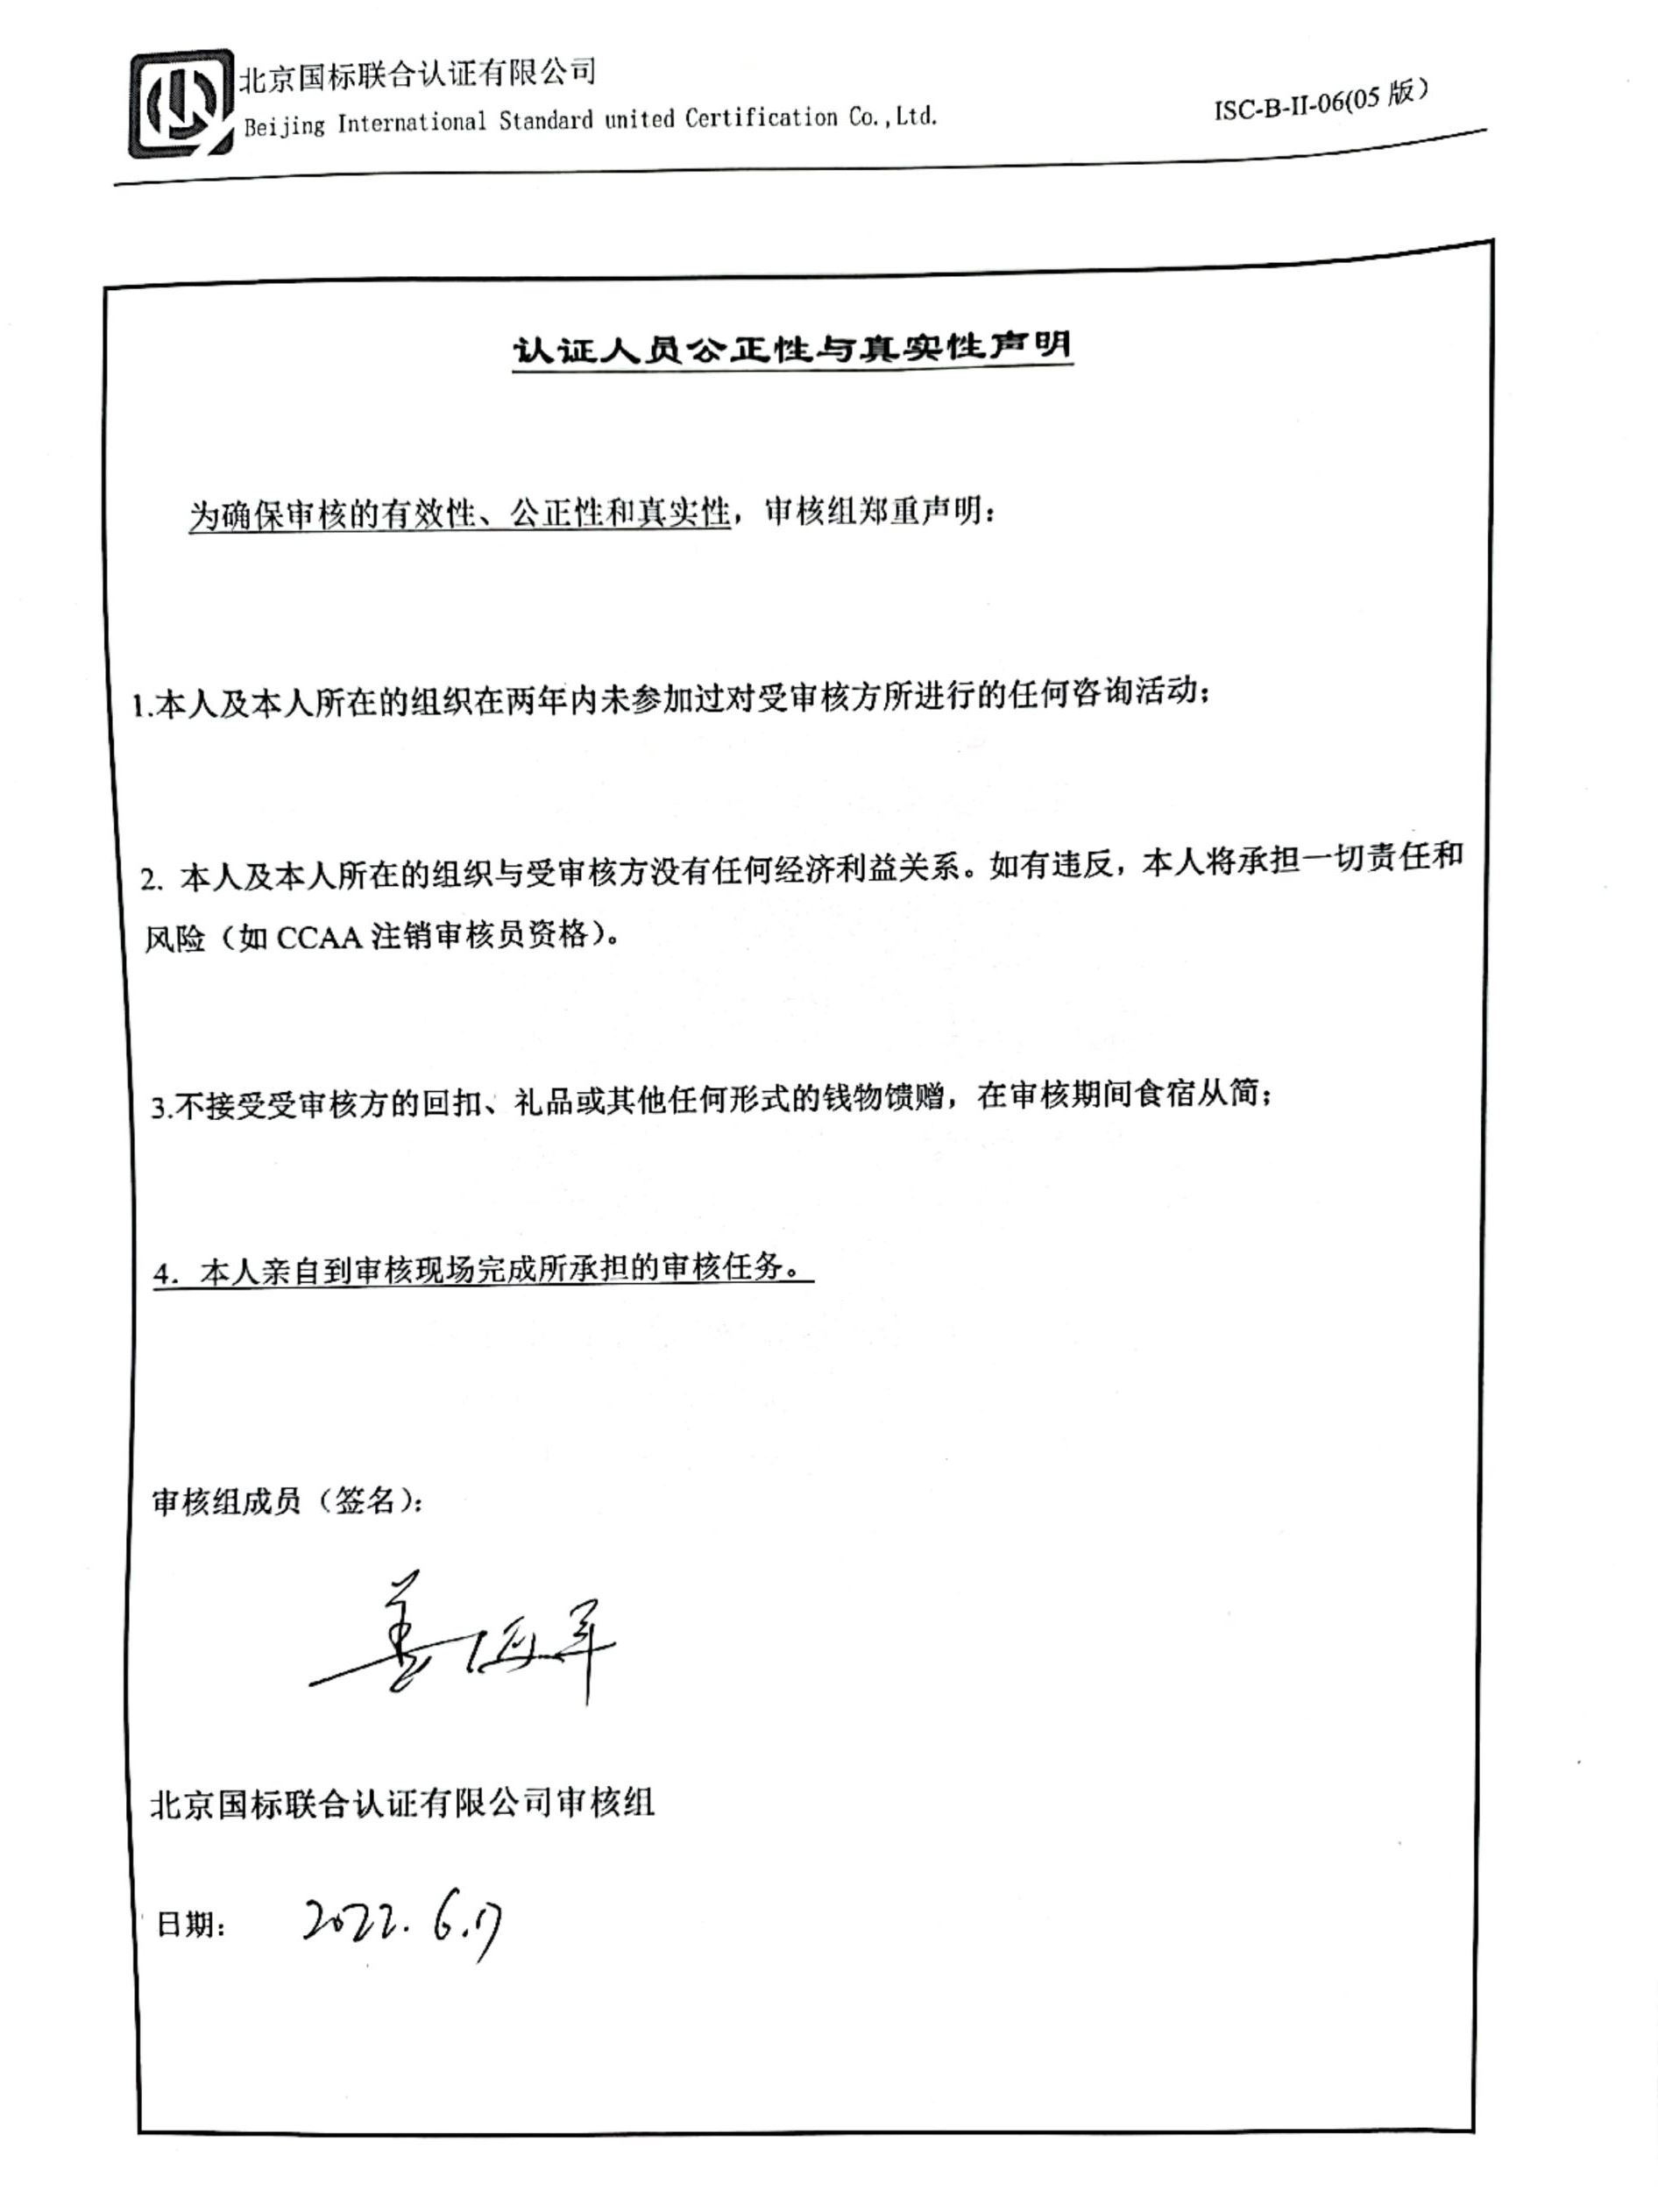 北京国标联合认证有限公司
Beijing International Standard united Certification Co.,Ltd.
ISC-B-II-06(05版)
认证人员公正性与真实性声明
为确保审核的有效性、公正性和真实性，审核组郑重声明：
1.本人及本人所在的组织在两年内未参加过对受审核方所进行的任何咨询活动；
2. 本人及本人所在的组织与受审核方没有任何经济利益关系。如有违反，本人将承担一切责任和
风险（如 CCAA 注销审核员资格）。
3.不接受受审核方的回扣、礼品或其他任何形式的钱物馈赠，在审核期间食宿从简；
4. 本人亲自到审核现场完成所承担的审核任务。
审核组成员（签名）：
北京国标联合认证有限公司审核组
日期： 2022.6.17